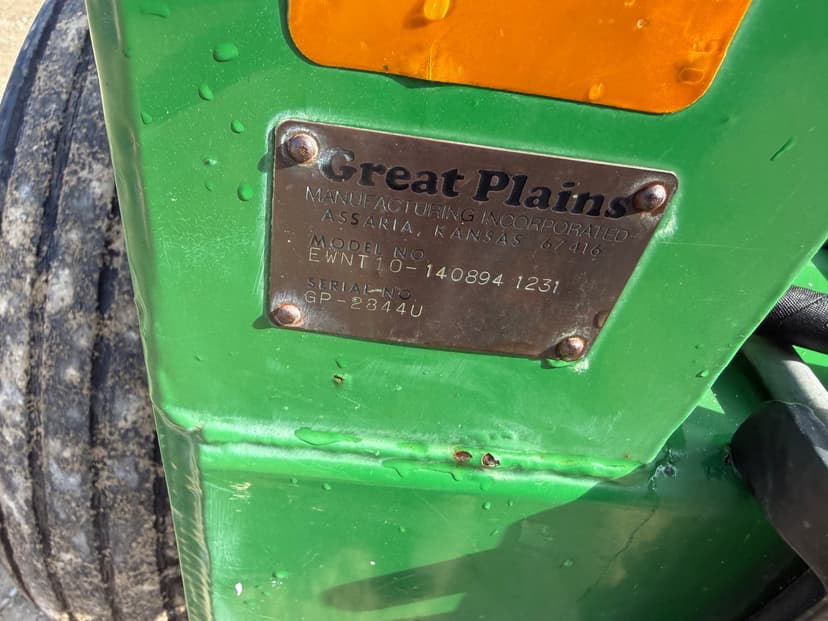 Great Plains
MANUFACTURING INCORPORATED
ASSARIA, KANSAS 67416
MODEL NO.
EWNT10-140894 1231
SERIAL NO.
GP-2844U